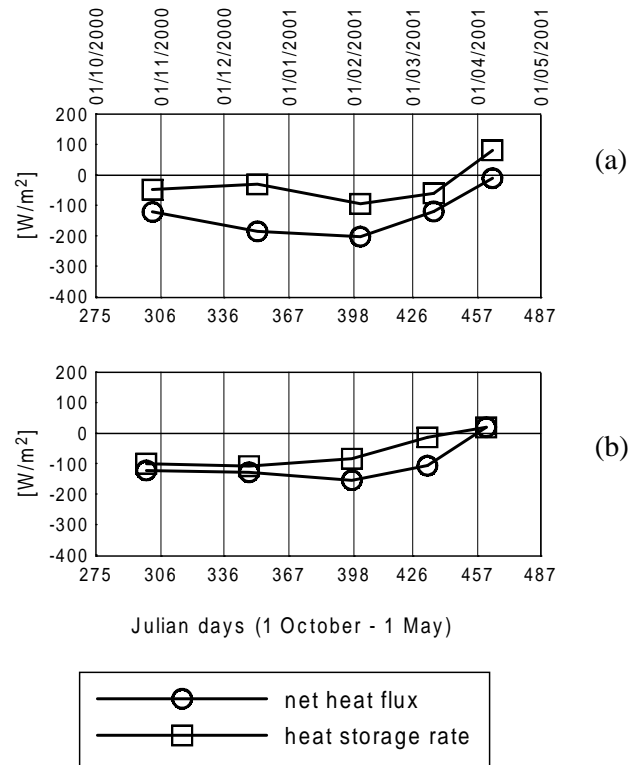 01/10/2000 01/11/2000 01/12/2000 01/01/2001 01/02/2001 01/03/2001 01/04/2001 01/05/2001
200
100
0
-100
-200
-300
-400
[W/m²]
(a)
275 306 336 367 398 426 457 487
200
100
0
-100
-200
-300
-400
[W/m²]
(b)
275 306 336 367 398 426 457 487
Julian days (1 October - 1 May)
net heat flux
heat storage rate